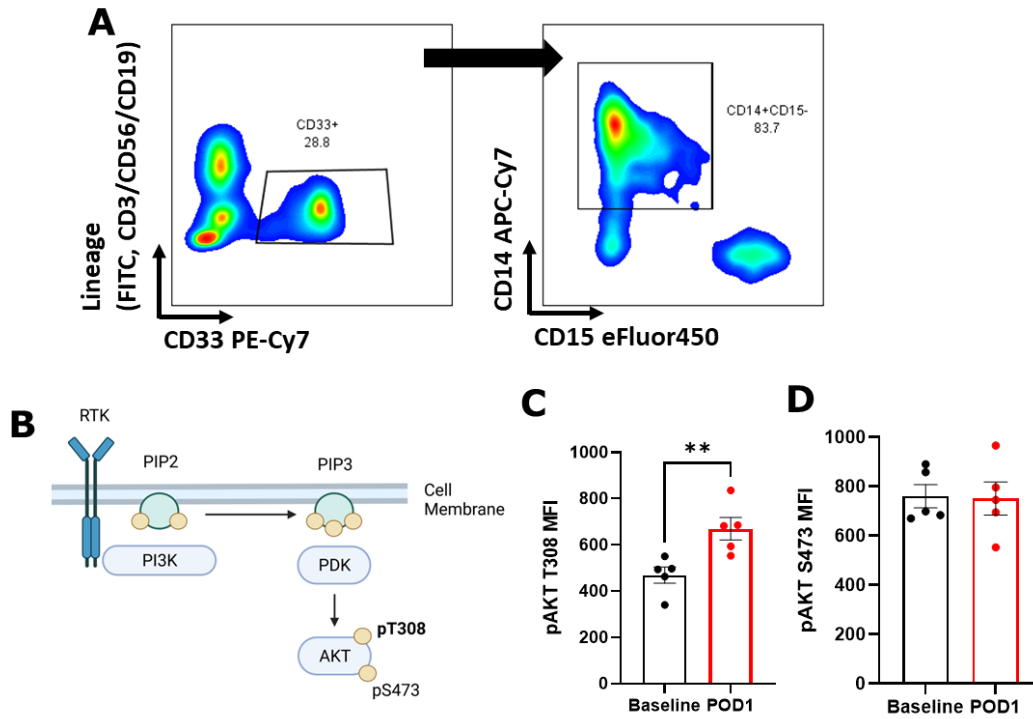 A
Lineage
(FITC, CD3/CD56/CD19)
CD33+
28.8
CD33 PE-Cy7
CD14 APC-Cy7
CD14+CD15-
83.7
CD15 eFluor450
B
RTK
PIP2
PIP3
Cell
Membrane
PI3K
PDK
AKT
pT308
pS473
C
pAKT T308 MFI
1000
800
600
400
200
0
**
Baseline POD1
D
pAKT S473 MFI
1000
800
600
400
200
0
Baseline POD1